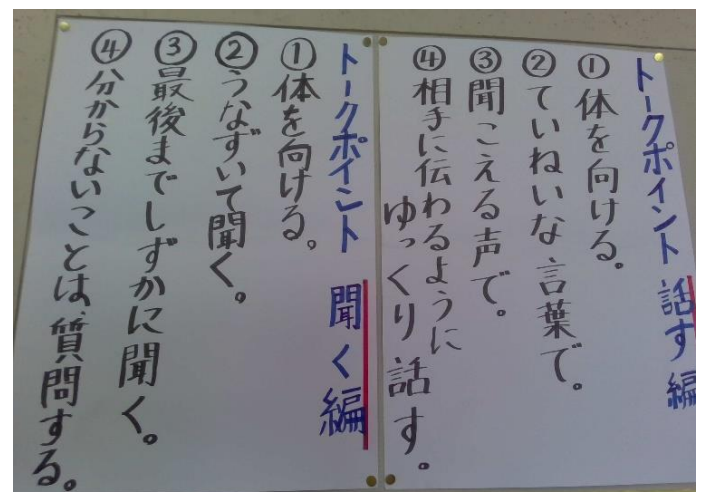 トークポイント 話す編
①体を向ける。
②ていねいな言葉で。
③聞こえる声で。
④相手に伝わるように
ゆっくり話す。
トークポイント 聞く編
①体を向ける。
②うなずいて聞く。
③最後までしずかに聞く。
④分からないことは、質問する。